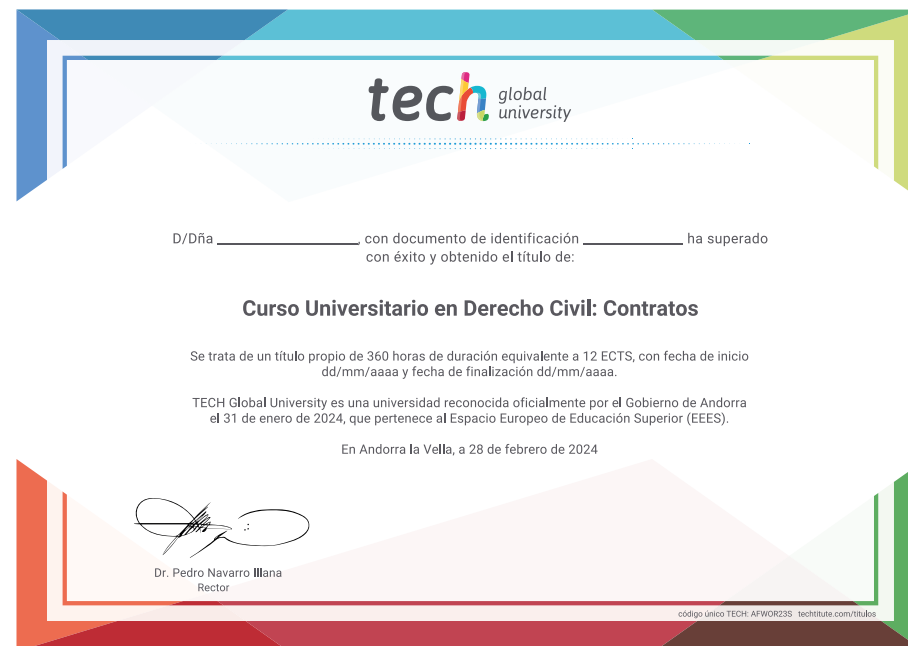 tech global university
D/Dña ____________________, con documento de identificación ______________ ha superado
con éxito y obtenido el título de:
Curso Universitario en Derecho Civil: Contratos
Se trata de un título propio de 360 horas de duración equivalente a 12 ECTS, con fecha de inicio
dd/mm/aaaa y fecha de finalización dd/mm/aaaa.
TECH Global University es una universidad reconocida oficialmente por el Gobierno de Andorra
el 31 de enero de 2024, que pertenece al Espacio Europeo de Educación Superior (EEES).
En Andorra la Vella, a 28 de febrero de 2024
Dr. Pedro Navarro Illana
Rector
código único TECH: AFWOR23S techtitute.com/titulos